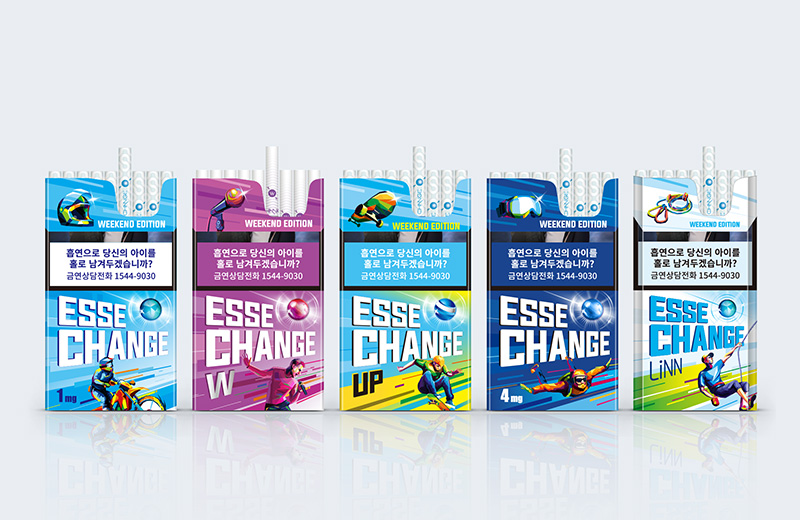 WEEKEND EDITION
흡연으로 당신의 아이를
홀로 남겨두겠습니까?
금연상담전화 1544-9030
ESSE
CHANGE
1mg
WEEKEND EDITION
흡연으로 당신의 아이를
홀로 남겨두겠습니까?
금연상담전화 1544-9030
ESSE
CHANGE
W
WEEKEND EDITION
흡연으로 당신의 아이를
홀로 남겨두겠습니까?
금연상담전화 1544-9030
ESSE
CHANGE
UP
WEEKEND EDITION
흡연으로 당신의 아이를
홀로 남겨두겠습니까?
금연상담전화 1544-9030
ESSE
CHANGE
4mg
WEEKEND EDITION
흡연으로 당신의 아이를
홀로 남겨두겠습니까?
금연상담전화 1544-9030
ESSE
CHANGE
LiNN